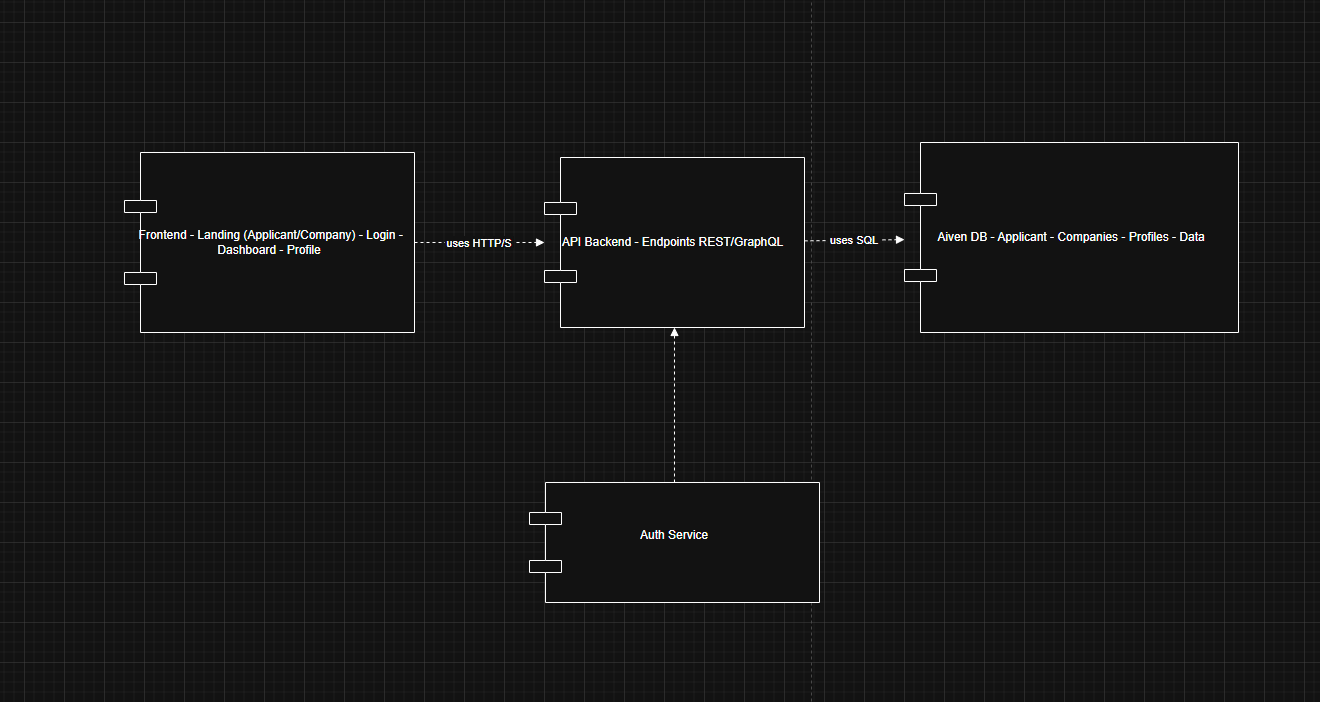 Frontend - Landing (Applicant/Company) - Login -
Dashboard - Profile
uses HTTP/S
API Backend - Endpoints REST/GraphQL
uses SQL
Aiven DB - Applicant - Companies - Profiles - Data
Auth Service